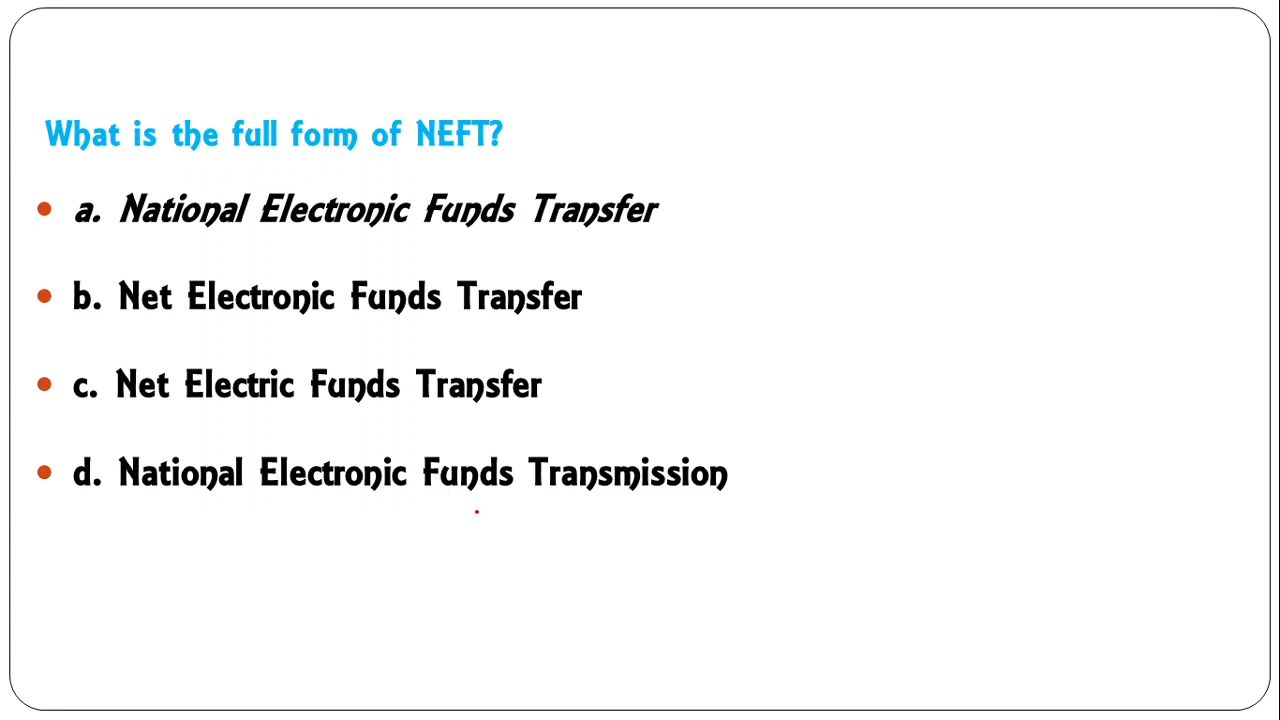 What is the full form of NEFT?
a. National Electronic Funds Transfer
b. Net Electronic Funds Transfer
c. Net Electric Funds Transfer
d. National Electronic Funds Transmission